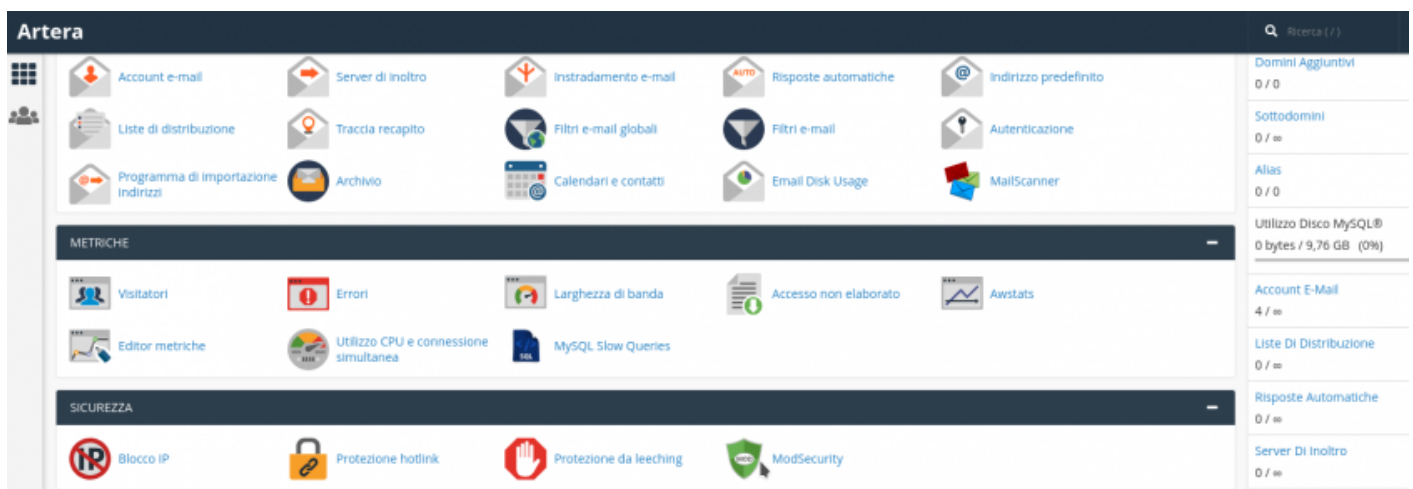 Artera
Ricerca ( / )
Account e-mail
Server di inoltro
Instradamento e-mail
AUTO
Risposte automatiche
Indirizzo predefinito
Liste di distribuzione
Traccia recapito
Filtri e-mail globali
Filtri e-mail
Autenticazione
Programma di importazione
indirizzi
Archivio
Calendari e contatti
Email Disk Usage
MailScanner
METRICHE
Visitatori
Errori
Larghezza di banda
Accesso non elaborato
Awstats
Editor metriche
Utilizzo CPU e connessione
simultanea
SQL
MySQL Slow Queries
SICUREZZA
IP
Blocco IP
Protezione hotlink
Protezione da leeching
ModSecurity
Domini Aggiuntivi
0 / 0
Sottodomini
0 / ∞
Alias
0 / 0
Utilizzo Disco MySQL®
0 bytes / 9,76 GB (0%)
Account E-Mail
4 / ∞
Liste Di Distribuzione
0 / ∞
Risposte Automatiche
0 / ∞
Server Di Inoltro
0 / ∞